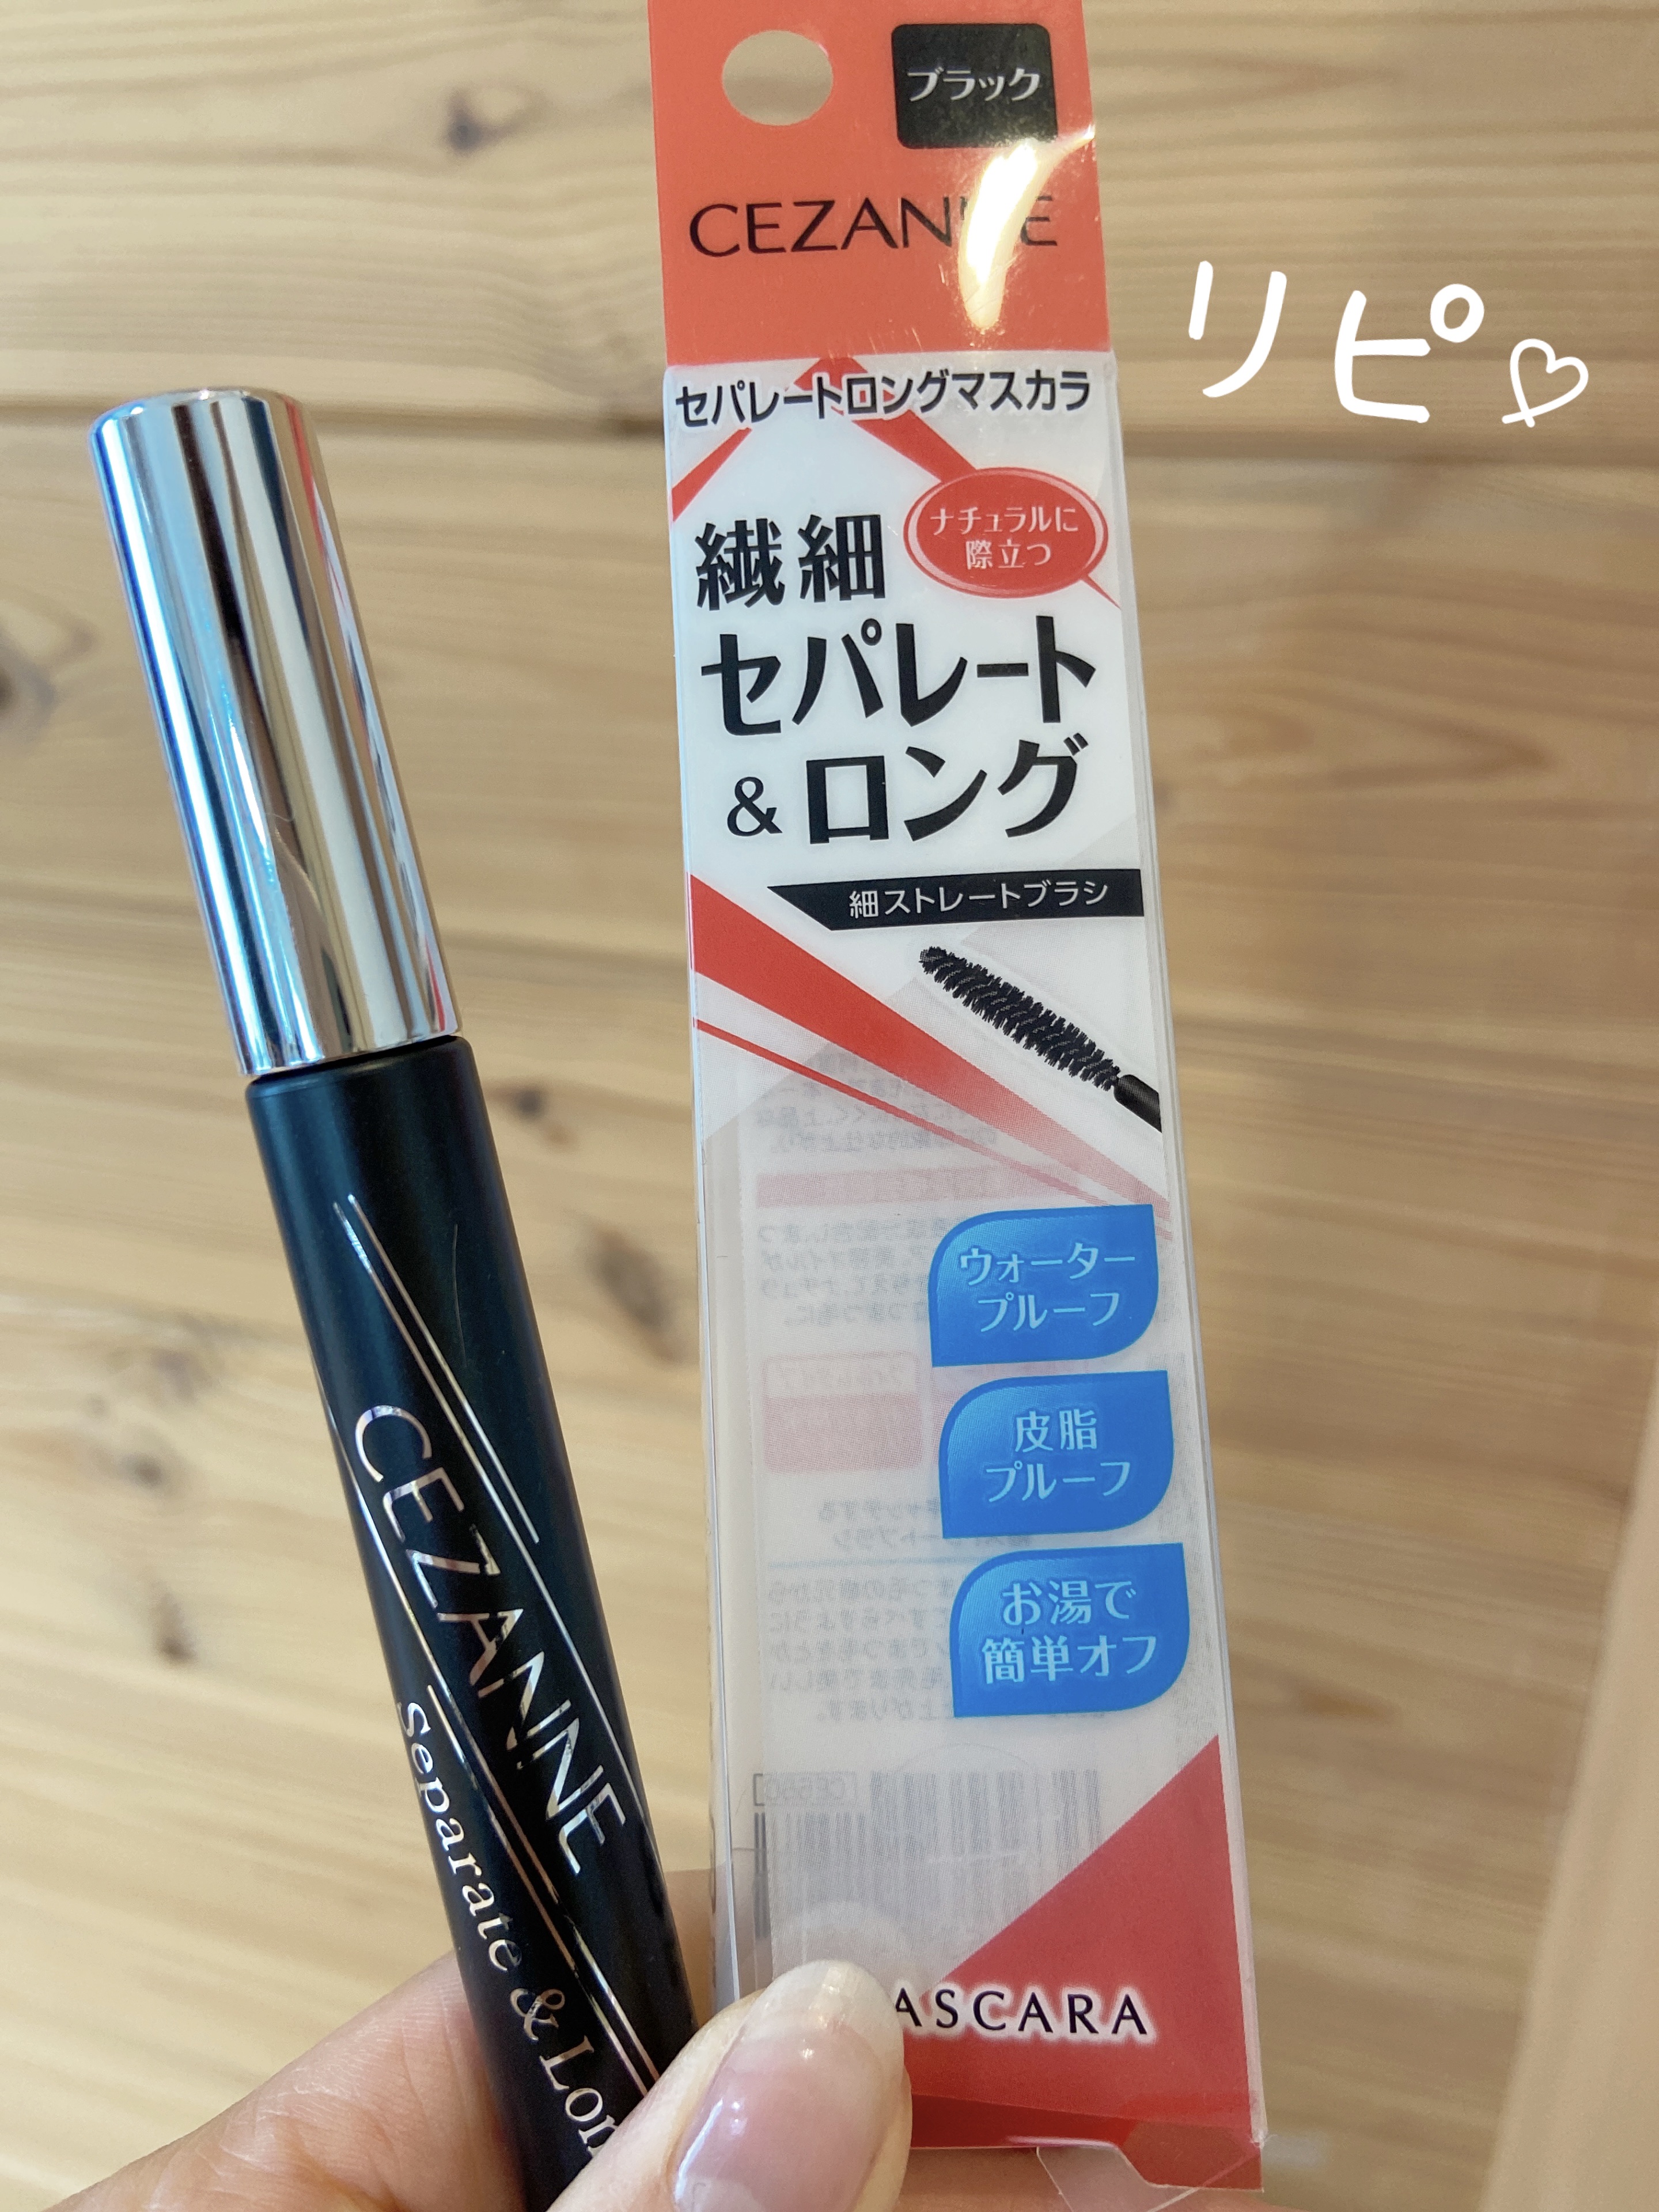 ブラック
CEZANNE
リピ♡
セパレートロングマスカラ
ナチュラルに
際立つ
繊細
セパレート
&ロング
細ストレートブラシ
ウォーター
プルーフ
皮脂
プルーフ
お湯で
簡単オフ
CEZANNE
Separate &